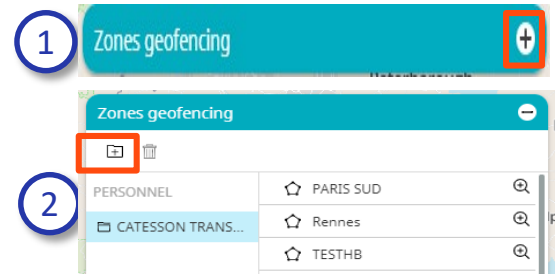 1
Zones geofencing
Zones geofencing
2
PERSONNEL
PARIS SUD
CATESSON TRANS...
Rennes
TESTHB